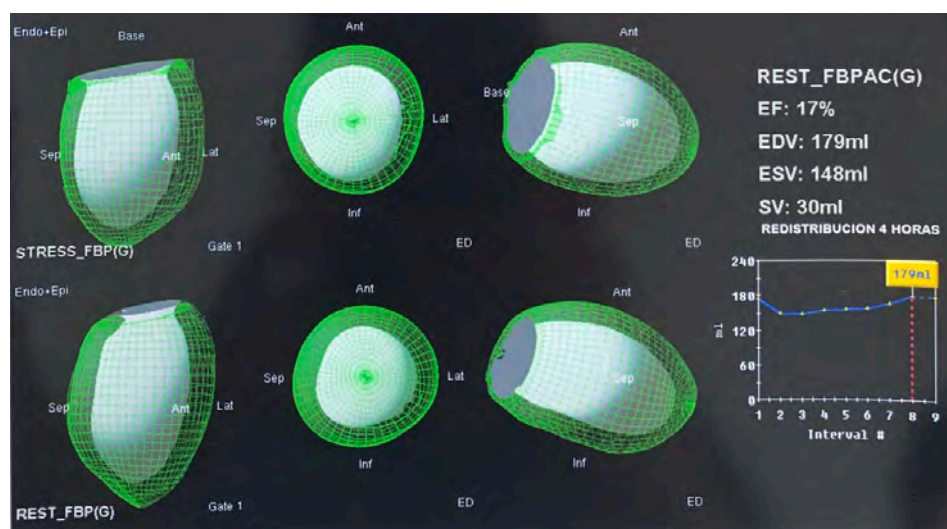 Endo+Epi
Base
Sep
Ant
Lat
STRESS_FBP(G)
Gate 1
Ant
Sep
Lat
Inf
ED
Ant
Base
Sep
Inf
ED
REST_FBPAC(G)
EF: 17%
EDV: 179ml
ESV: 148ml
SV: 30ml
REDISTRIBUCION 4 HORAS
Endo+Epi
Sep
Ant
Lat
REST_FBP(G)
Gate 1
Ant
Sep
Lat
Inf
ED
Ant
Sep
Inf
ED
179ml
240
180
120
60
0
ml
1 2 3 4 5 6 7 8 9
Interval #